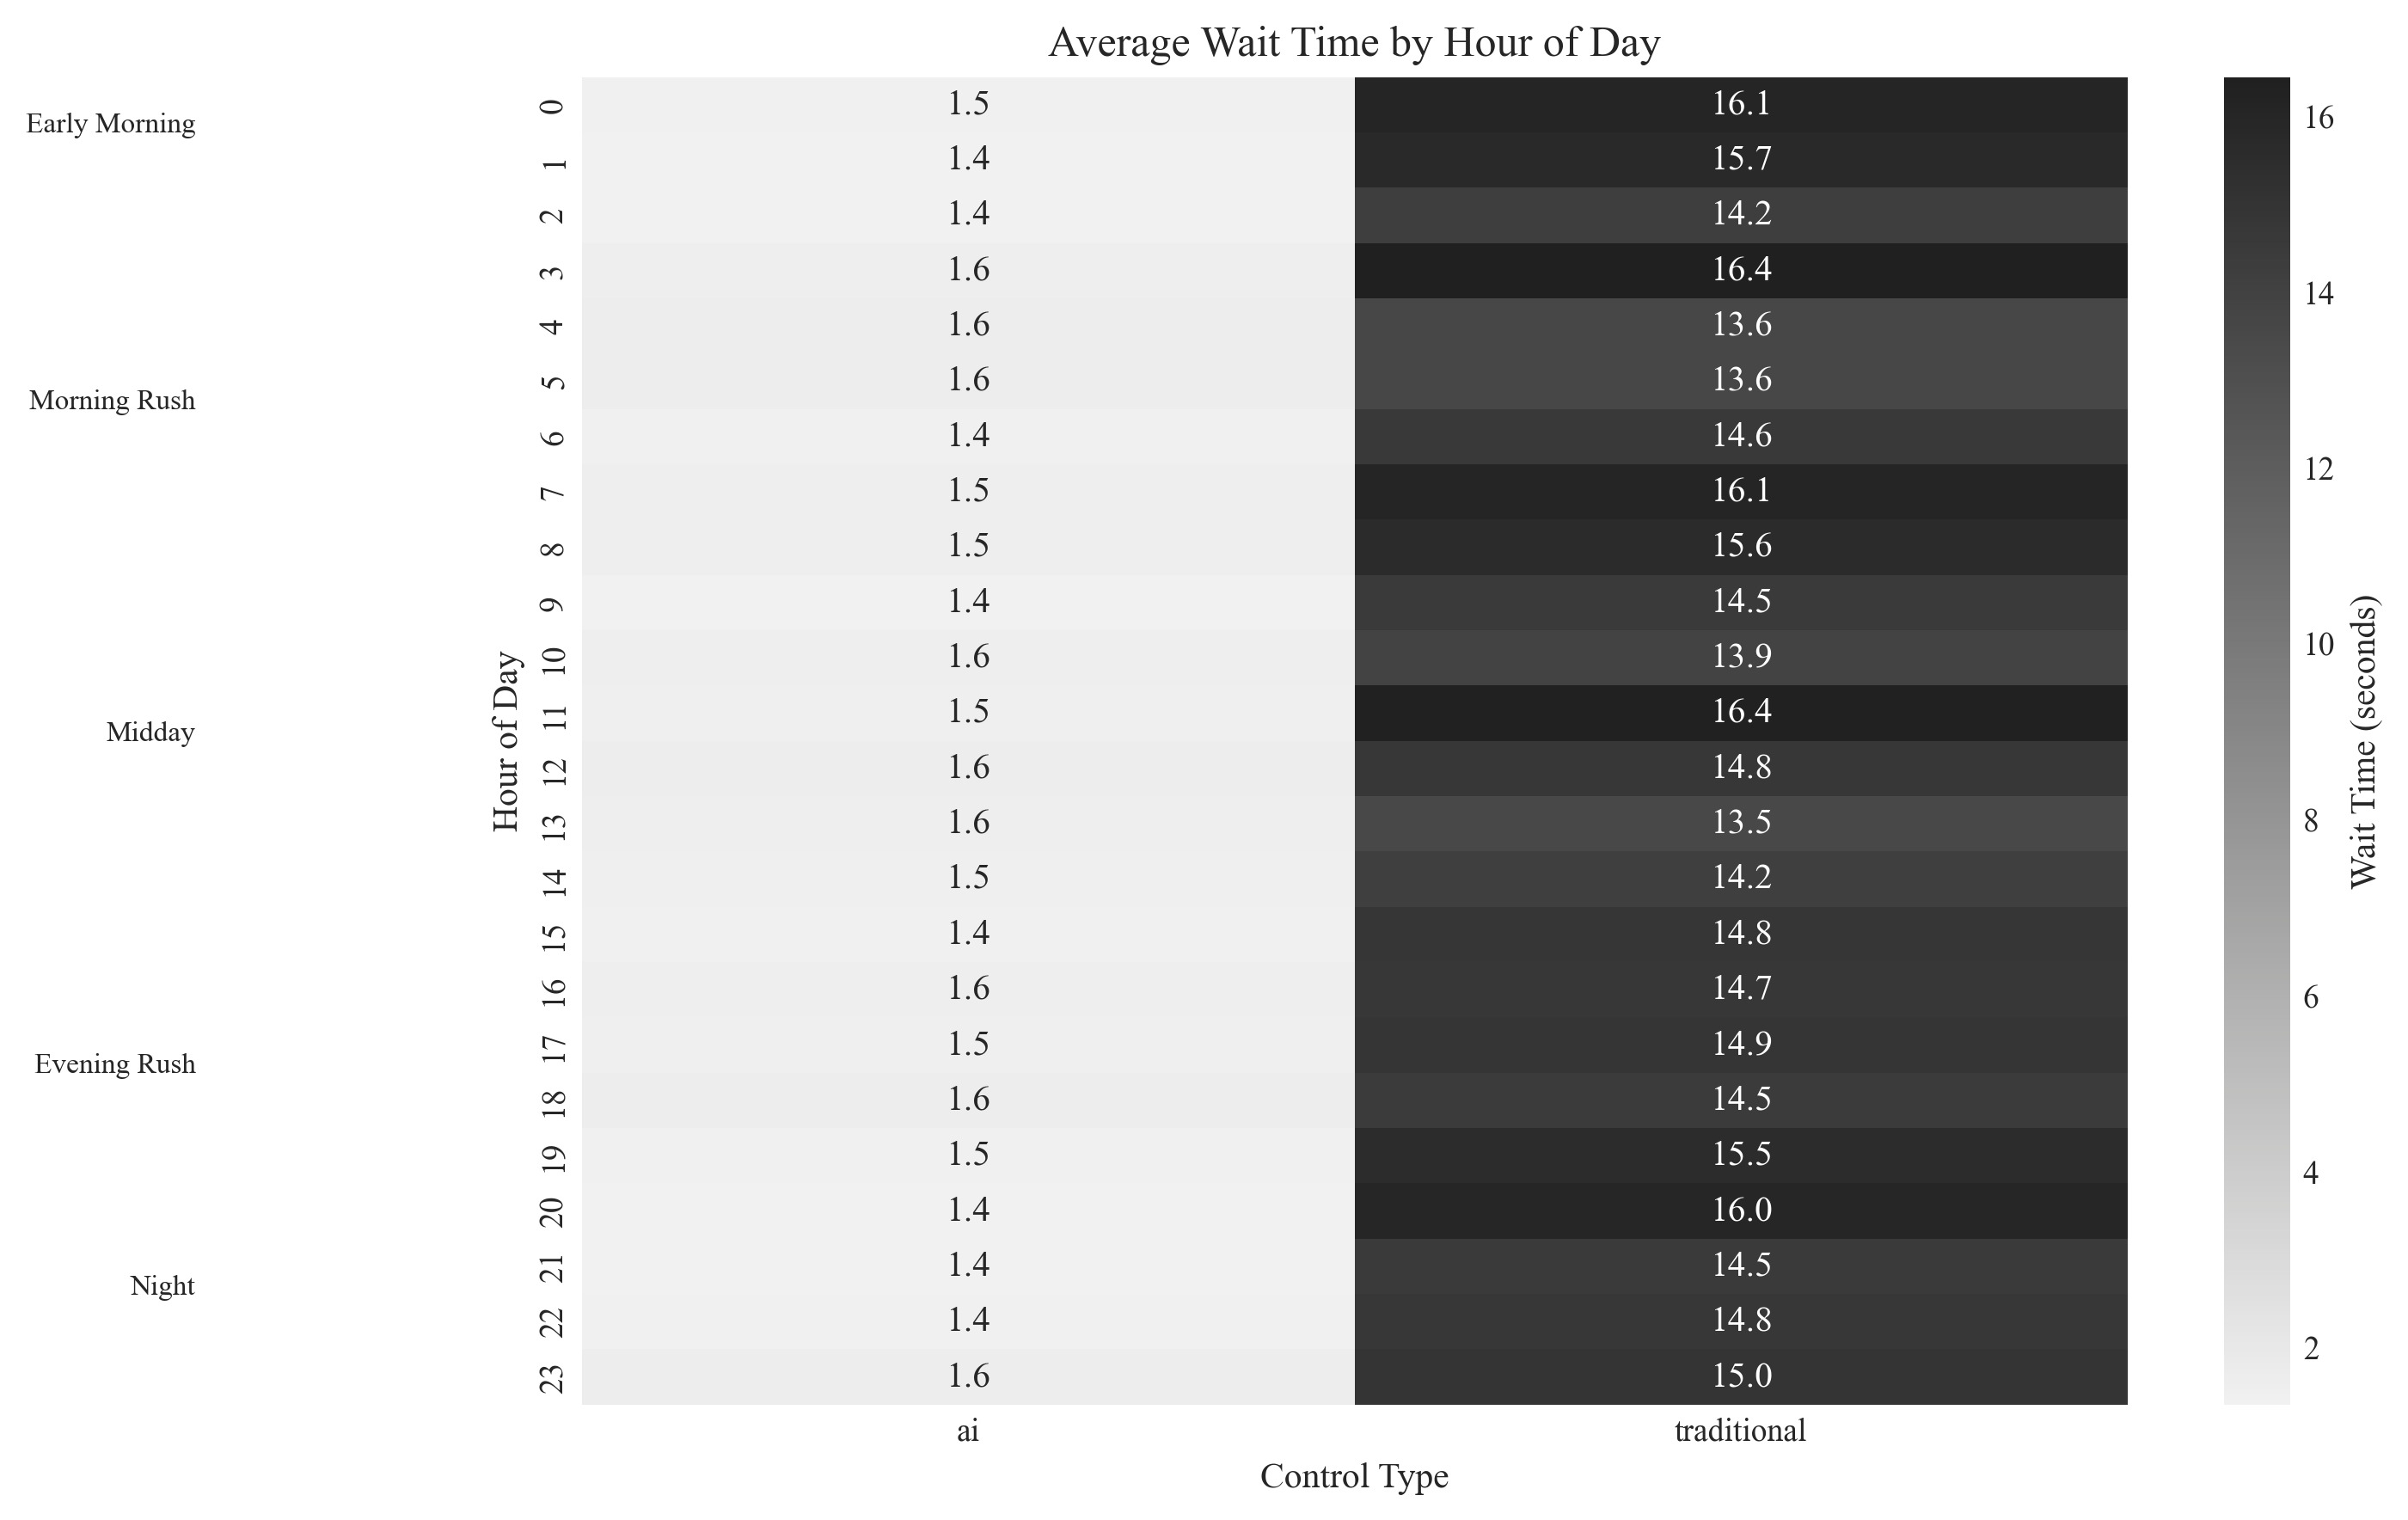 Average Wait Time by Hour of Day
Early Morning
Morning Rush
Midday
Evening Rush
Night
Hour of Day
0 1.5 16.1
1 1.4 15.7
2 1.4 14.2
3 1.6 16.4
4 1.6 13.6
5 1.6 13.6
6 1.4 14.6
7 1.5 16.1
8 1.5 15.6
9 1.4 14.5
10 1.6 13.9
11 1.5 16.4
12 1.6 14.8
13 1.6 13.5
14 1.5 14.2
15 1.4 14.8
16 1.6 14.7
17 1.5 14.9
18 1.6 14.5
19 1.5 15.5
20 1.4 16.0
21 1.4 14.5
22 1.4 14.8
23 1.6 15.0
ai traditional
Control Type
16
14
12
10
8
6
4
2
Wait Time (seconds)